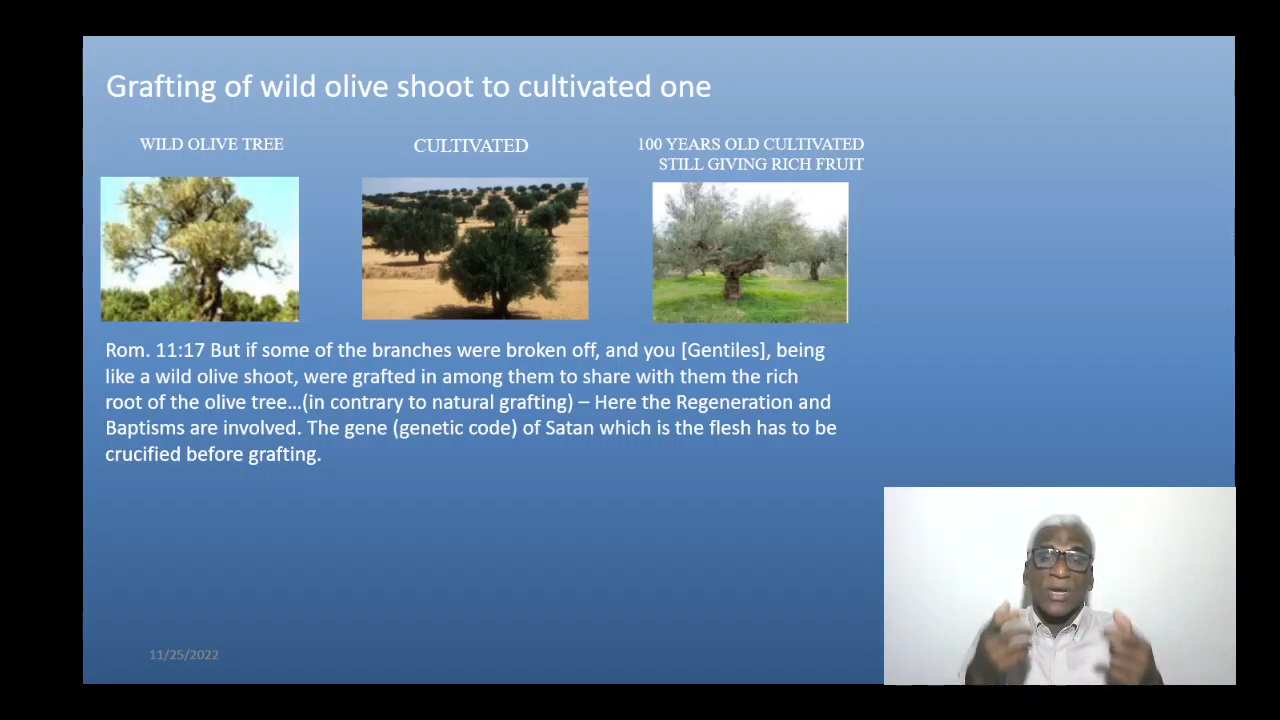 Grafting of wild olive shoot to cultivated one
WILD OLIVE TREE
CULTIVATED
100 YEARS OLD CULTIVATED
STILL GIVING RICH FRUIT
Rom. 11:17 But if some of the branches were broken off, and you [Gentiles], being
like a wild olive shoot, were grafted in among them to share with them the rich
root of the olive tree…(in contrary to natural grafting) – Here the Regeneration and
Baptisms are involved. The gene (genetic code) of Satan which is the flesh has to be
crucified before grafting.
11/25/2022